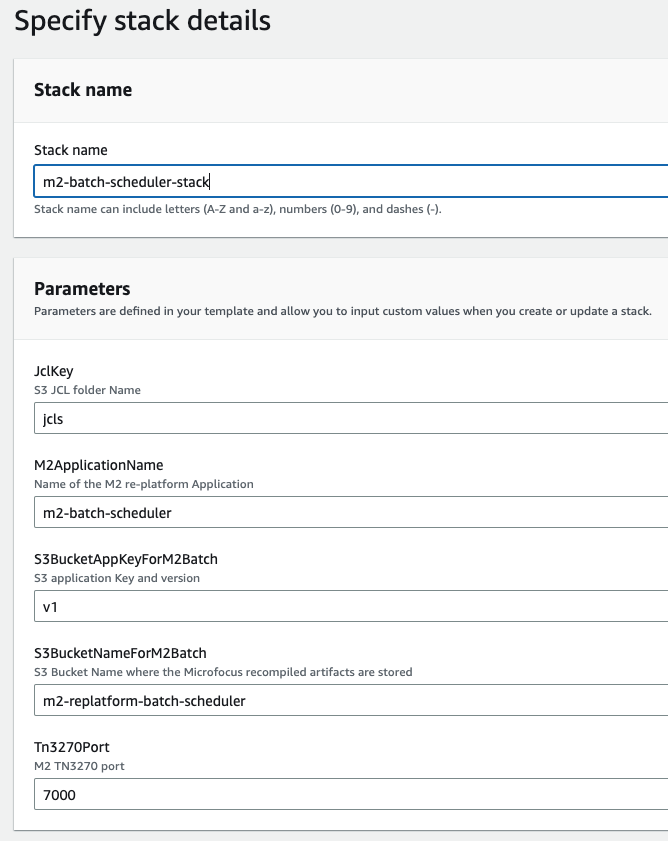 Specify stack details
Stack name
Stack name
m2-batch-scheduler-stack
Stack name can include letters (A-Z and a-z), numbers (0-9), and dashes (-).
Parameters
Parameters are defined in your template and allow you to input custom values when you create or update a stack.
JclKey
S3 JCL folder Name
jcls
M2ApplicationName
Name of the M2 re-platform Application
m2-batch-scheduler
S3BucketAppKeyForM2Batch
S3 application Key and version
v1
S3BucketNameForM2Batch
S3 Bucket Name where the Microfocus recompiled artifacts are stored
m2-replatform-batch-scheduler
Tn3270Port
M2 TN3270 port
7000